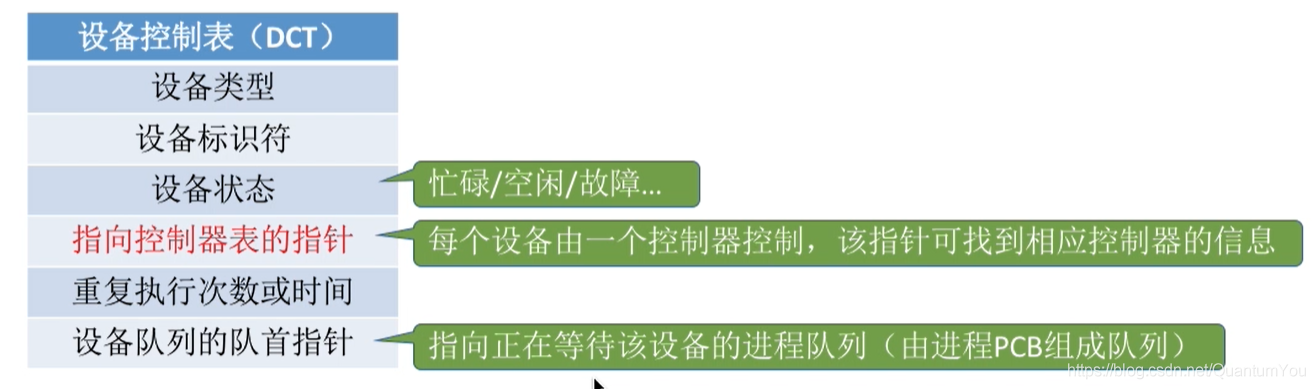 设备控制表（DCT）
设备类型
设备标识符
设备状态
忙碌/空闲/故障...
指向控制器表的指针
每个设备由一个控制器控制，该指针可找到相应控制器的信息
重复执行次数或时间
设备队列的队首指针
指向正在等待该设备的进程队列（由进程PCB组成队列）
https://blog.csdn.net/QuantumYou